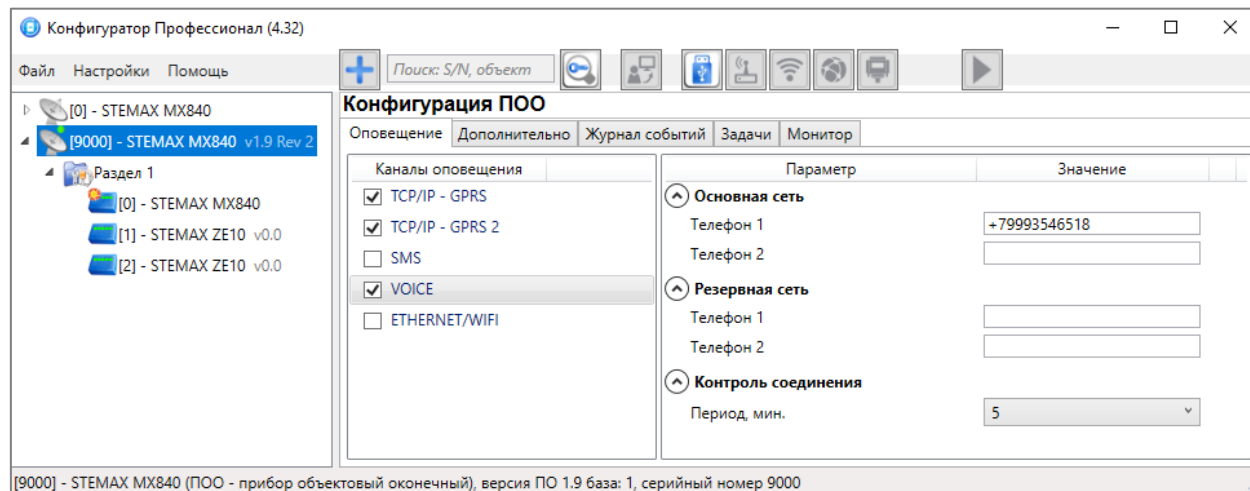 Конфигуратор Профессионал (4.32)
Файл Настройки Помощь
Поиск: S/N, объект
[0] - STEMAX MX840
[9000] - STEMAX MX840 v1.9 Rev 2
Раздел 1
[0] - STEMAX MX840
[1] - STEMAX ZE10 v0.0
[2] - STEMAX ZE10 v0.0
Конфигурация ПОО
Оповещение Дополнительно Журнал событий Задачи Монитор
Каналы оповещения
TCP/IP - GPRS
TCP/IP - GPRS 2
SMS
VOICE
ETHERNET/WIFI
Параметр Значение
Основная сеть
Телефон 1 +79993546518
Телефон 2
Резервная сеть
Телефон 1
Телефон 2
Контроль соединения
Период, мин. 5
[9000] - STEMAX MX840 (ПОО - прибор объектовый оконечный), версия ПО 1.9 база: 1, серийный номер 9000